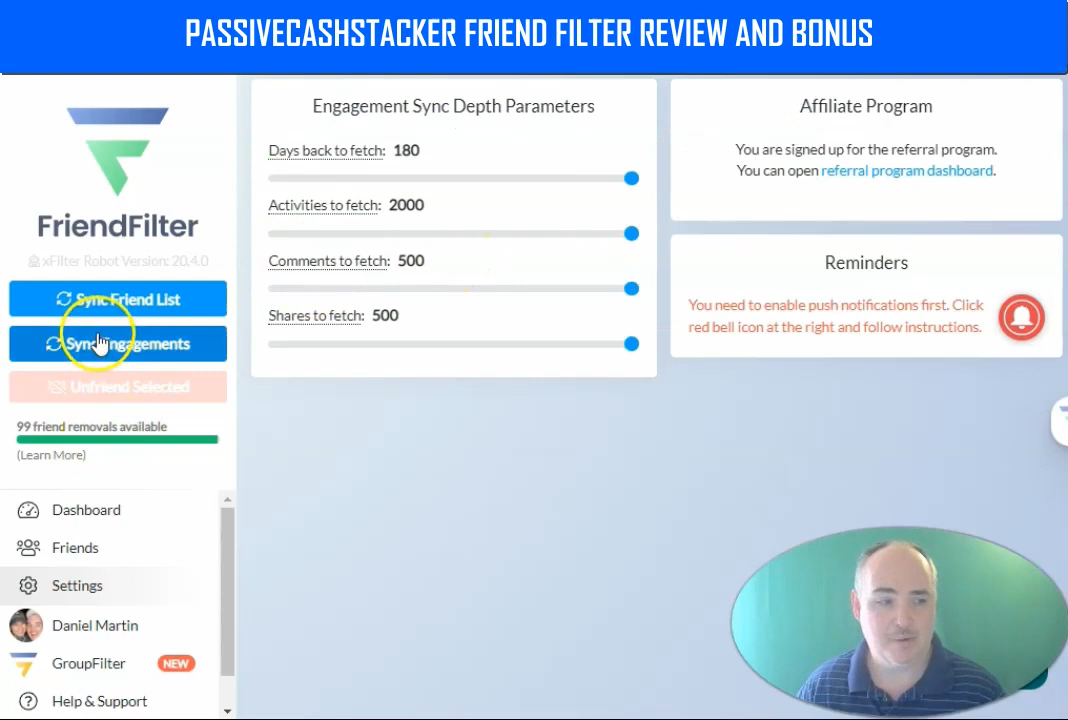 PASSIVECASHSTACKER FRIEND FILTER REVIEW AND BONUS
FriendFilter
xFilter Robot Version: 20.4.0
Sync Friend List
Sync Engagements
Unfriend Selected
99 friend removals available
(Learn More)
Dashboard
Friends
Settings
Daniel Martin
GroupFilter NEW
Help & Support
Engagement Sync Depth Parameters
Days back to fetch: 180
Activities to fetch: 2000
Comments to fetch: 500
Shares to fetch: 500
Affiliate Program
You are signed up for the referral program.
You can open referral program dashboard.
Reminders
You need to enable push notifications first. Click
red bell icon at the right and follow instructions.